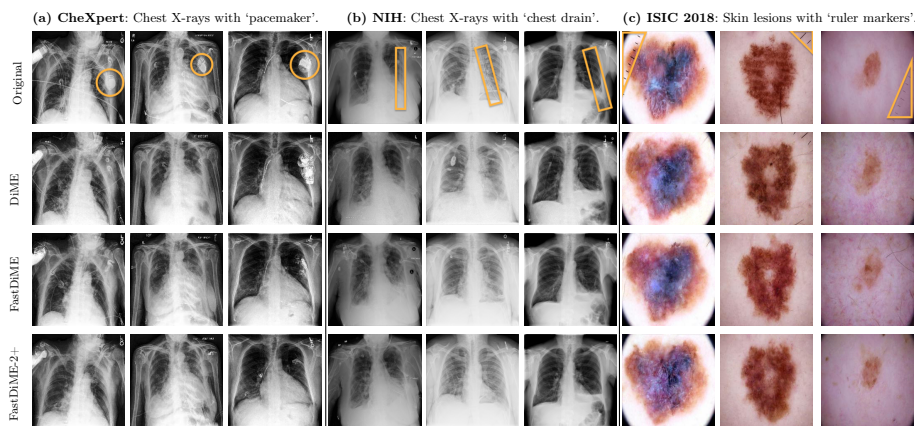 (a) CheXpert: Chest X-rays with ‘pacemaker’.
(b) NIH: Chest X-rays with ‘chest drain’.
(c) ISIC 2018: Skin lesions with ‘ruler markers’.
Original
DiME
FastDiME
FastDiME-2+